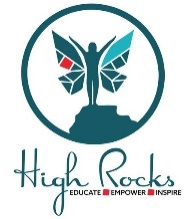 High Rocks
EDUCATE ■ EMPOWER ■ INSPIRE